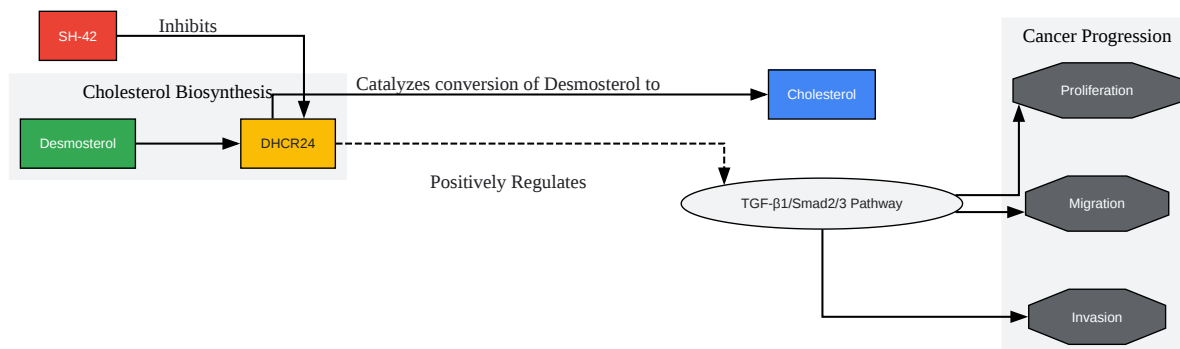 SH-42
Inhibits
Cancer Progression
Cholesterol Biosynthesis
Catalyzes conversion of Desmosterol to
Cholesterol
Proliferation
Desmosterol
DHCR24
Positively Regulates
TGF-β1/Smad2/3 Pathway
Migration
Invasion